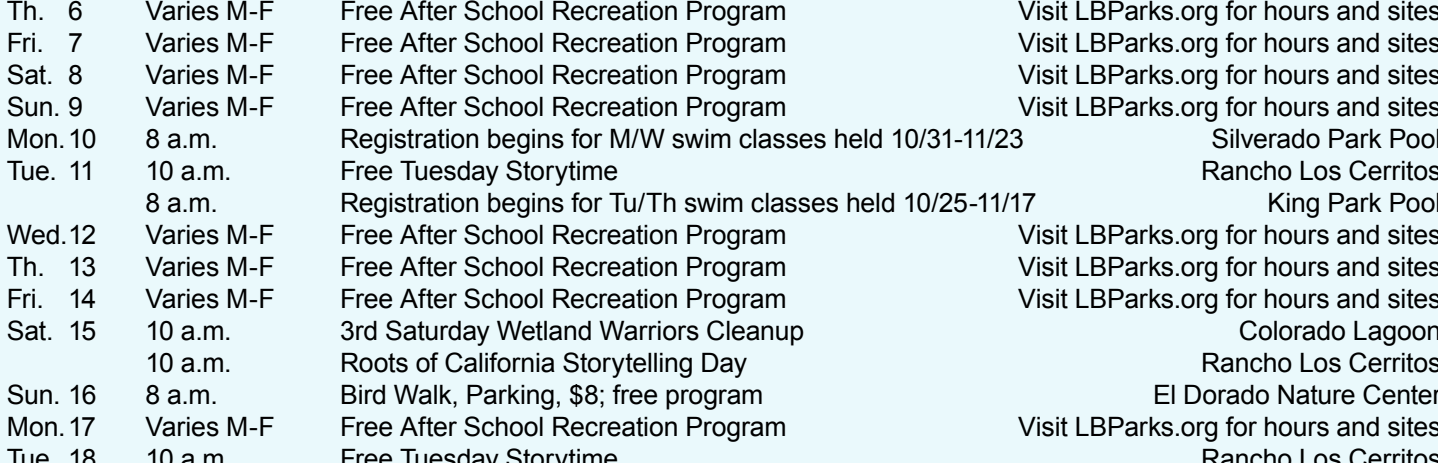 Th. 6 Varies M-F Free After School Recreation Program Visit LBParks.org for hours and sites
Fri. 7 Varies M-F Free After School Recreation Program Visit LBParks.org for hours and sites
Sat. 8 Varies M-F Free After School Recreation Program Visit LBParks.org for hours and sites
Sun. 9 Varies M-F Free After School Recreation Program Visit LBParks.org for hours and sites
Mon. 10 8 a.m. Registration begins for M/W swim classes held 10/31-11/23 Silverado Park Pool
Tue. 11 10 a.m. Free Tuesday Storytime Rancho Los Cerritos
8 a.m. Registration begins for Tu/Th swim classes held 10/25-11/17 King Park Pool
Wed. 12 Varies M-F Free After School Recreation Program Visit LBParks.org for hours and sites
Th. 13 Varies M-F Free After School Recreation Program Visit LBParks.org for hours and sites
Fri. 14 Varies M-F Free After School Recreation Program Visit LBParks.org for hours and sites
Sat. 15 10 a.m. 3rd Saturday Wetland Warriors Cleanup Colorado Lagoon
10 a.m. Roots of California Storytelling Day Rancho Los Cerritos
Sun. 16 8 a.m. Bird Walk, Parking, $8; free program El Dorado Nature Center
Mon. 17 Varies M-F Free After School Recreation Program Visit LBParks.org for hours and sites
Tue. 18 10 a.m. Free Tuesday Storytime Rancho Los Cerritos